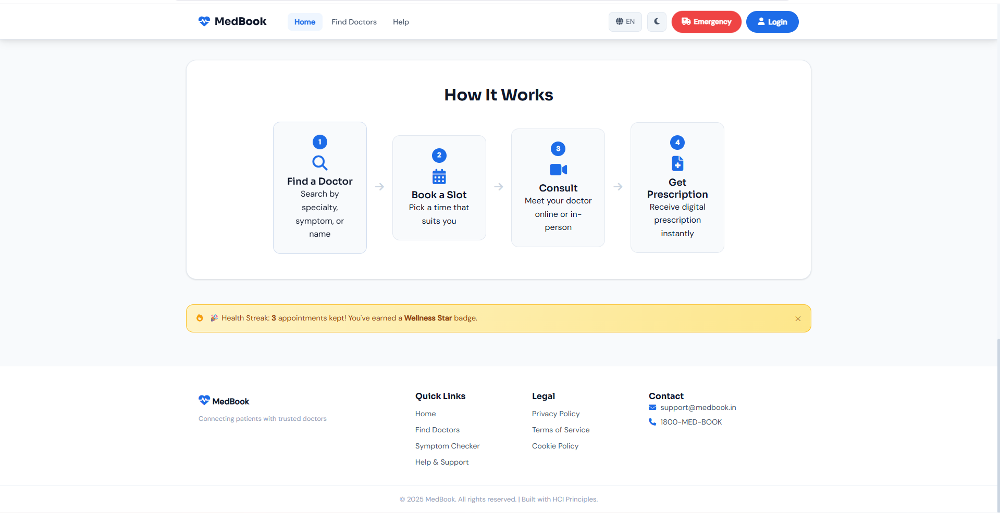 MedBook
Home
Find Doctors
Help
EN
Emergency
Login
How It Works
1
Find a Doctor
Search by
specialty,
symptom, or
name
2
Book a Slot
Pick a time that
suits you
3
Consult
Meet your doctor
online or in-
person
4
Get
Prescription
Receive digital
prescription
instantly
Health Streak: 3 appointments kept! You've earned a Wellness Star badge.
MedBook
Connecting patients with trusted doctors
Quick Links
Home
Find Doctors
Symptom Checker
Help & Support
Legal
Privacy Policy
Terms of Service
Cookie Policy
Contact
support@medbook.in
1800-MED-BOOK
© 2025 MedBook. All rights reserved. | Built with HCI Principles.